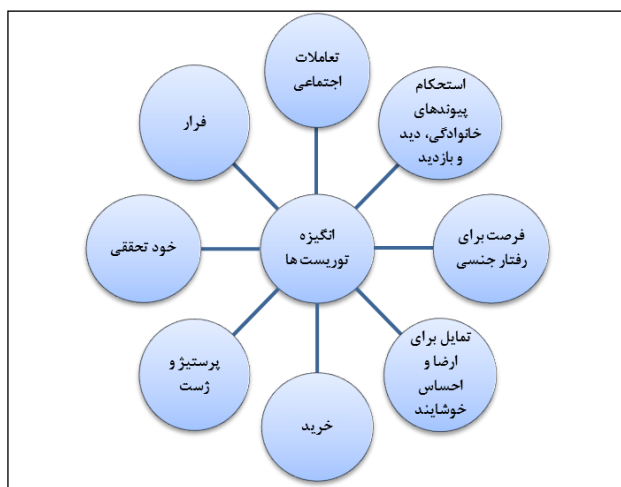 تعاملات
اجتماعی
استحکام
پیوندهای
خانوادگی، دید
و بازدید
فرصت برای
رفتار جنسی
تمایل برای
ارضا و
احساس
خوشایند
خرید
پرستیژ و
ژست
خود تحققی
فرار
انگیزه
توریست ها